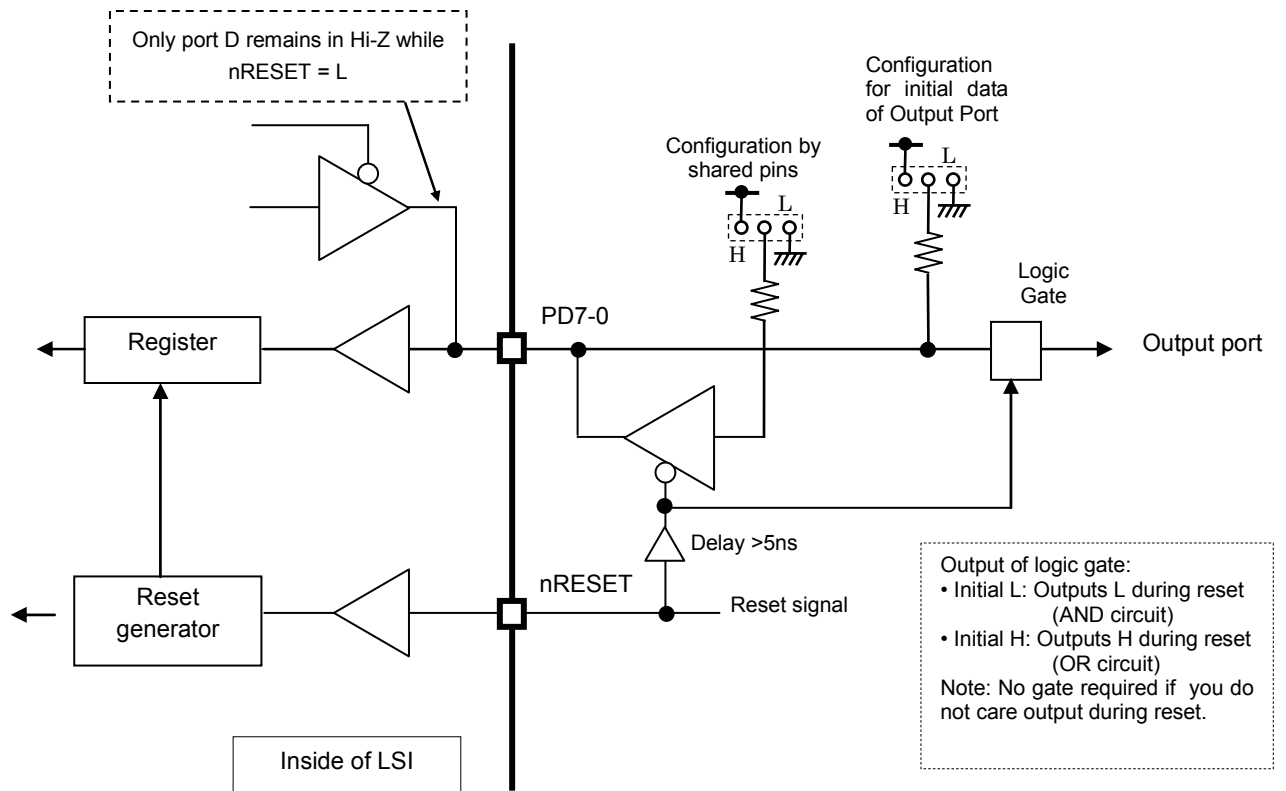 Only port D remains in Hi-Z while
nRESET = L
Configuration
for initial data
of Output Port
L
H
Configuration by
shared pins
L
H
Logic
Gate
PD7-0
Register
Output port
Delay >5ns
nRESET
Reset signal
Reset
generator
Output of logic gate:
• Initial L: Outputs L during reset
(AND circuit)
• Initial H: Outputs H during reset
(OR circuit)
Note: No gate required if you do
not care output during reset.
Inside of LSI